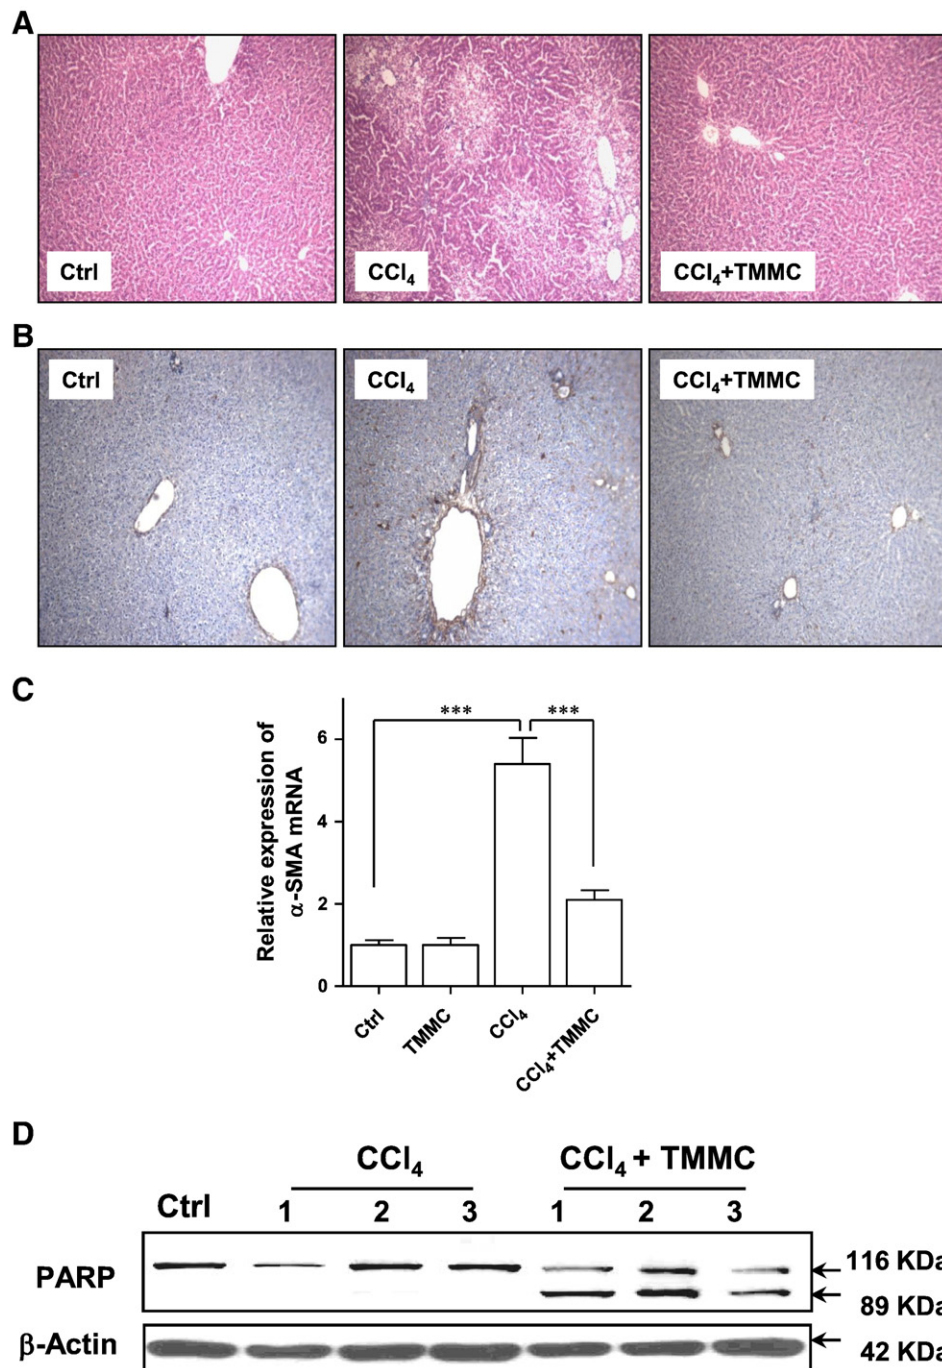 A
Ctrl
CCl₄
CCl₄+TMMC
B
Ctrl
CCl₄
CCl₄+TMMC
C
Relative expression of
α-SMA mRNA
6
4
2
0
***
***
Ctrl
TMMC
CCl₄
CCl₄+TMMC
D
CCl₄
CCl₄ + TMMC
Ctrl
1
2
3
1
2
3
PARP
116 KDa
89 KDa
β-Actin
42 KDa